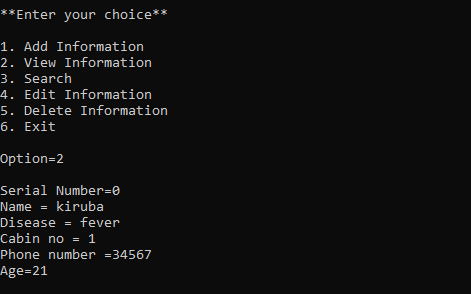 **Enter your choice**
1. Add Information
2. View Information
3. Search
4. Edit Information
5. Delete Information
6. Exit
Option=2
Serial Number=0
Name = kiruba
Disease = fever
Cabin no = 1
Phone number =34567
Age=21